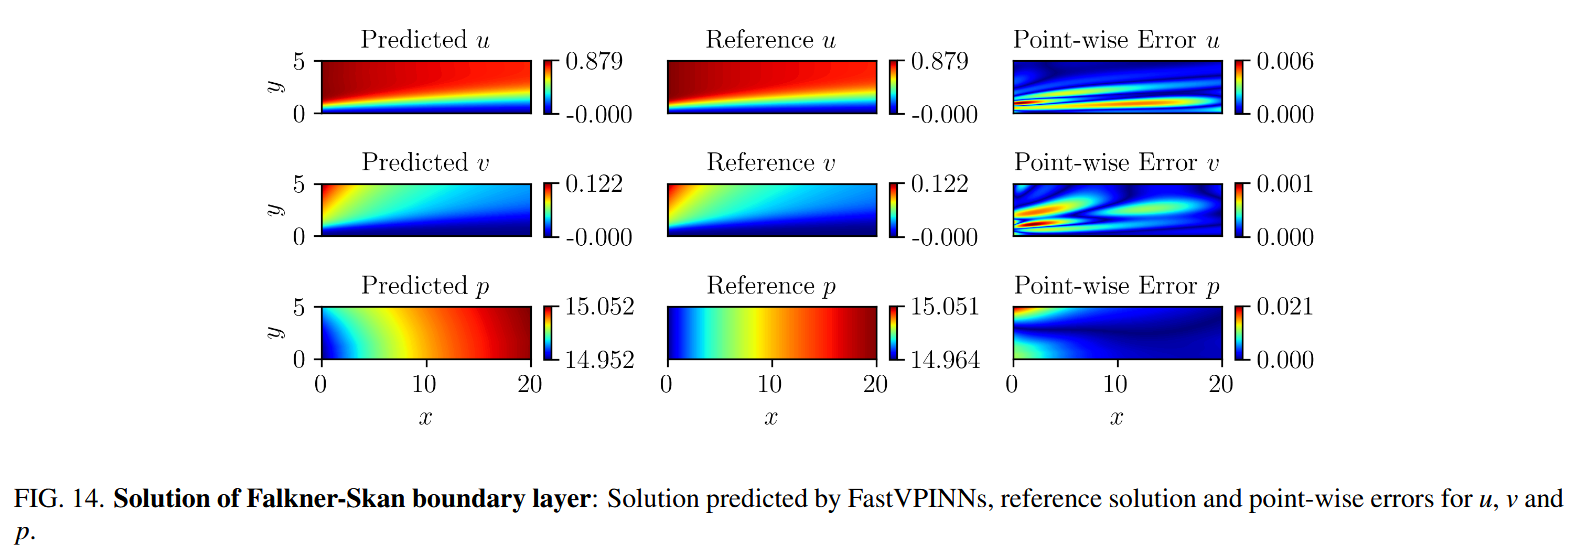 Predicted u Reference u Point-wise Error u
5 0.879 0.879 0.006
y
0 -0.000 -0.000 0.000
Predicted v Reference v Point-wise Error v
5 0.122 0.122 0.001
y
0 -0.000 -0.000 0.000
Predicted p Reference p Point-wise Error p
5 15.052 15.051 0.021
y
0 14.952 14.964 0.000
0 10 20 0 10 20 0 10 20
x x x
FIG. 14. Solution of Falkner-Skan boundary layer: Solution predicted by FastVPINNs, reference solution and point-wise errors for u, v and
p.